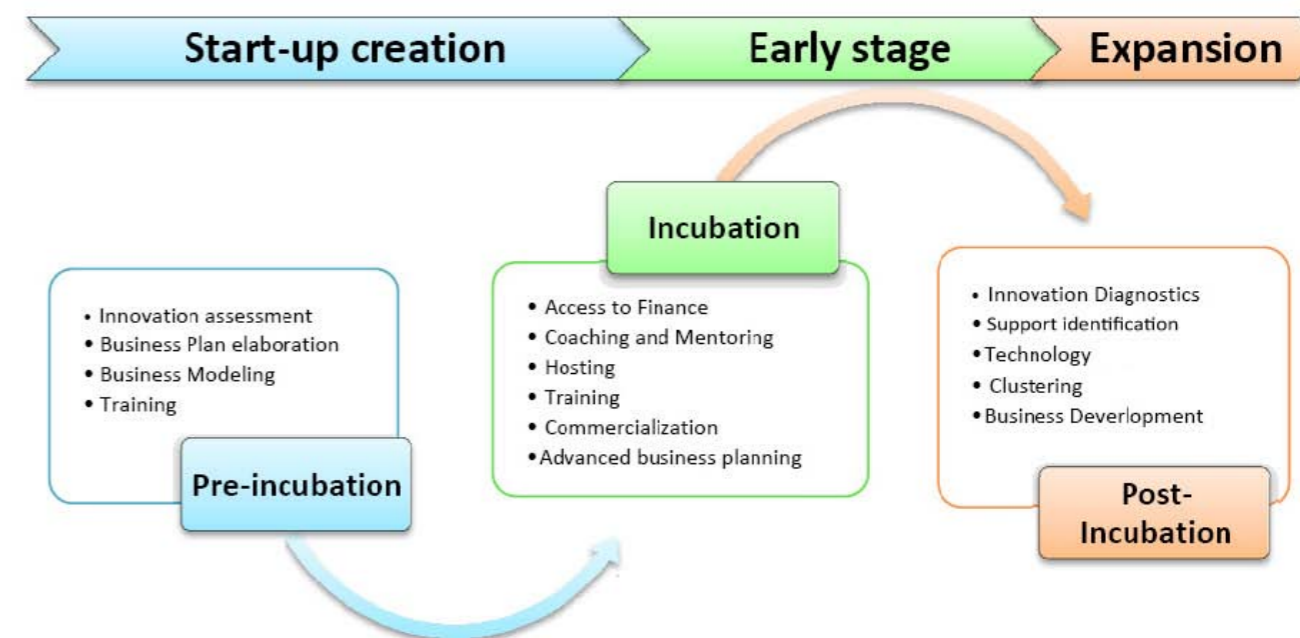 Start-up creation
Early stage
Expansion
• Innovation assessment
• Business Plan elaboration
• Business Modeling
• Training
Pre-incubation
Incubation
• Access to Finance
• Coaching and Mentoring
• Hosting
• Training
• Commercialization
•Advanced business planning
• Innovation Diagnostics
•Support identification
•Technology
• Clustering
•Business Deverlopment
Post-
Incubation